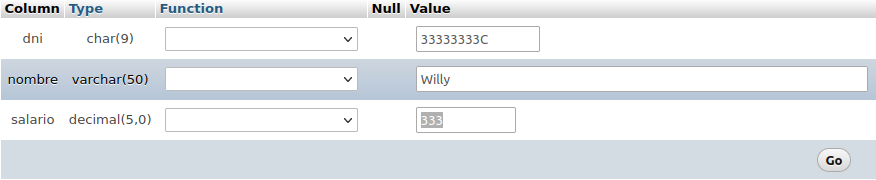 Column Type Function Null Value
dni char(9) 33333333C
nombre varchar(50) Willy
salario decimal(5,0) 333
Go